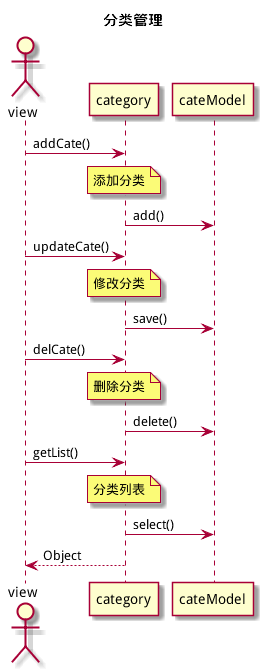 分类管理
view
category
cateModel
addCate()
添加分类
add()
updateCate()
修改分类
save()
delCate()
删除分类
delete()
getList()
分类列表
select()
Object
view
category
cateModel